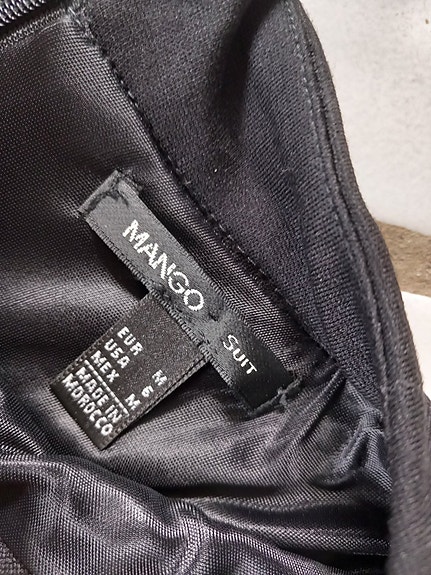 MANGO SUIT
EUR M
USA 6
MEX M
MADE IN
MOROCCO